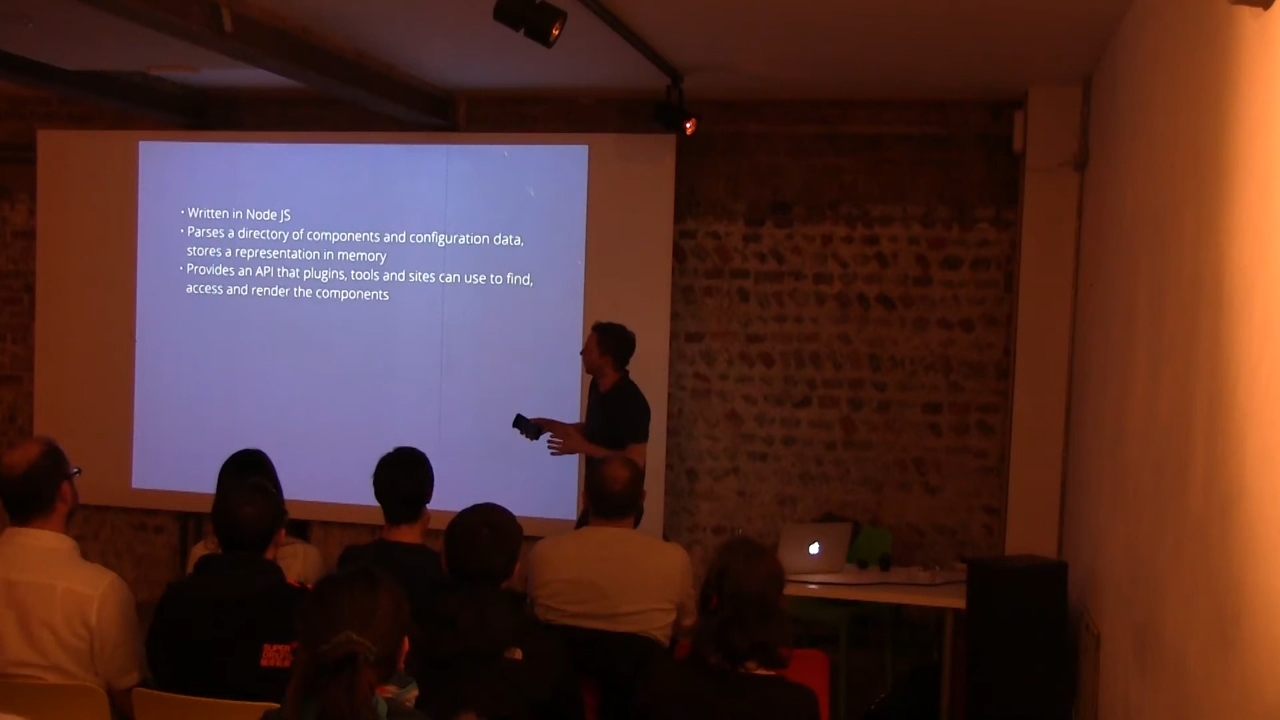 • Written in Node JS
• Parses a directory of components and configuration data,
stores a representation in memory
• Provides an API that plugins, tools and sites can use to find,
access and render the components
SUPER